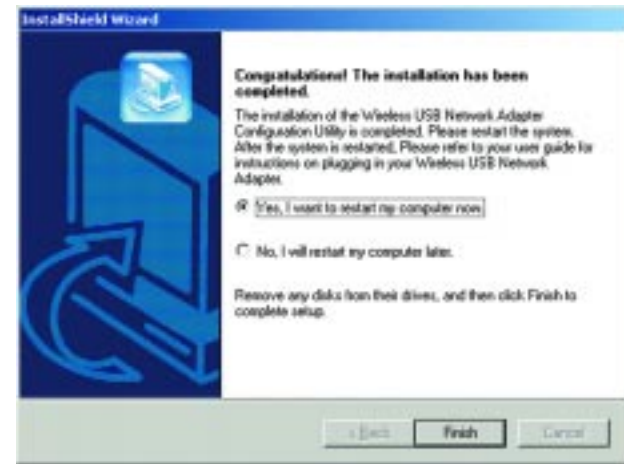 InstallShield Wizard
Congratulations! The installation has been
completed.
The installation of the Wireless USB Network Adapter
Configuration Utility is completed. Please restart the system.
After the system is restarted, Please refer to your user guide for
instructions on plugging in your Wireless USB Network
Adapter.
Yes, I want to restart my computer now.
No, I will restart my computer later.
Remove any disks from their drives, and then click Finish to
complete setup.
< Back
Finish
Cancel